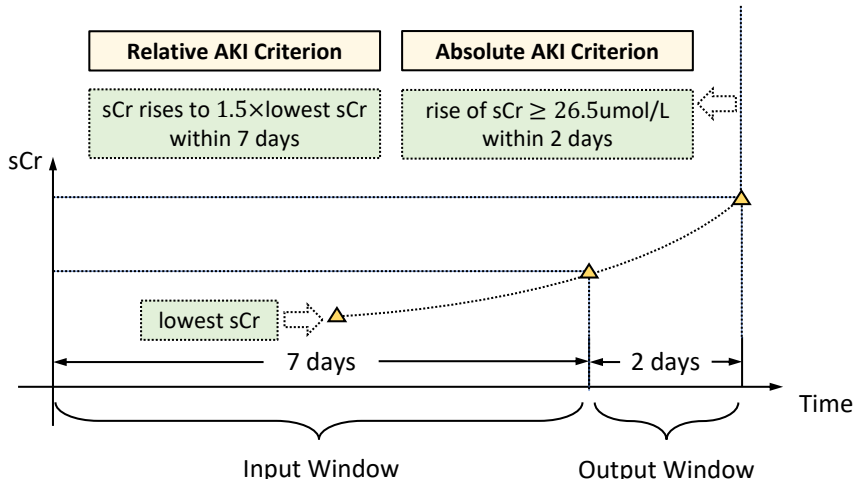 Relative AKI Criterion
Absolute AKI Criterion
sCr rises to 1.5×lowest sCr
within 7 days
rise of sCr ≥ 26.5umol/L
within 2 days
sCr
lowest sCr
7 days
2 days
Time
Input Window
Output Window